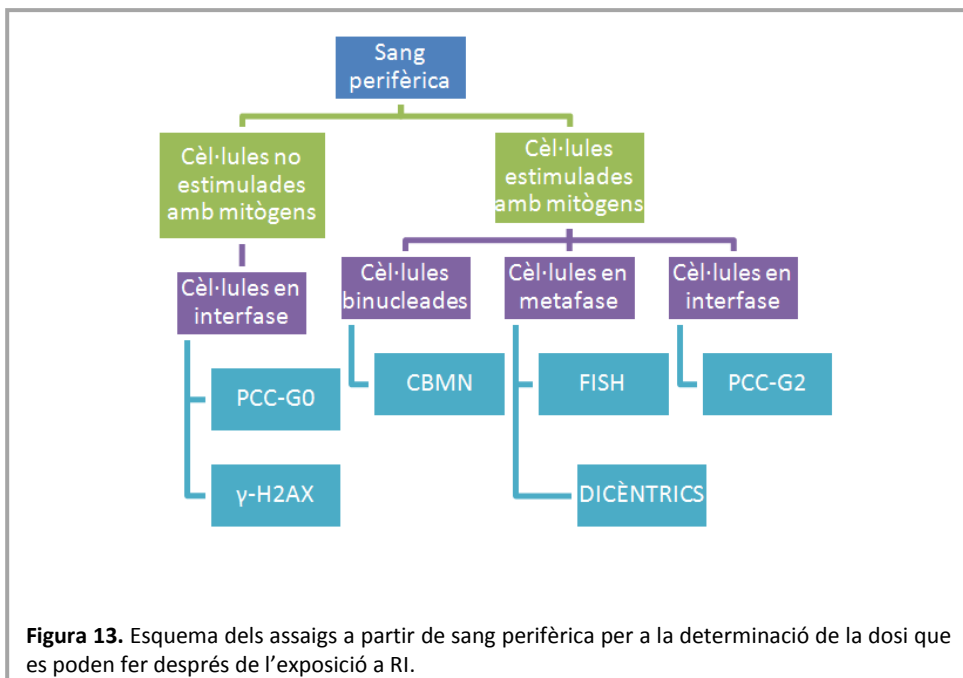 Sang
perifèrica
Cèl·lules no
estimulades
amb mitògens
Cèl·lules
estimulades
amb mitògens
Cèl·lules en
interfase
Cèl·lules
binucleades
Cèl·lules en
metafase
Cèl·lules en
interfase
PCC-G0
CBMN
FISH
PCC-G2
γ-H2AX
DICÈNTRICS
Figura 13. Esquema dels assaigs a partir de sang perifèrica per a la determinació de la dosi que
es poden fer després de l’exposició a RI.